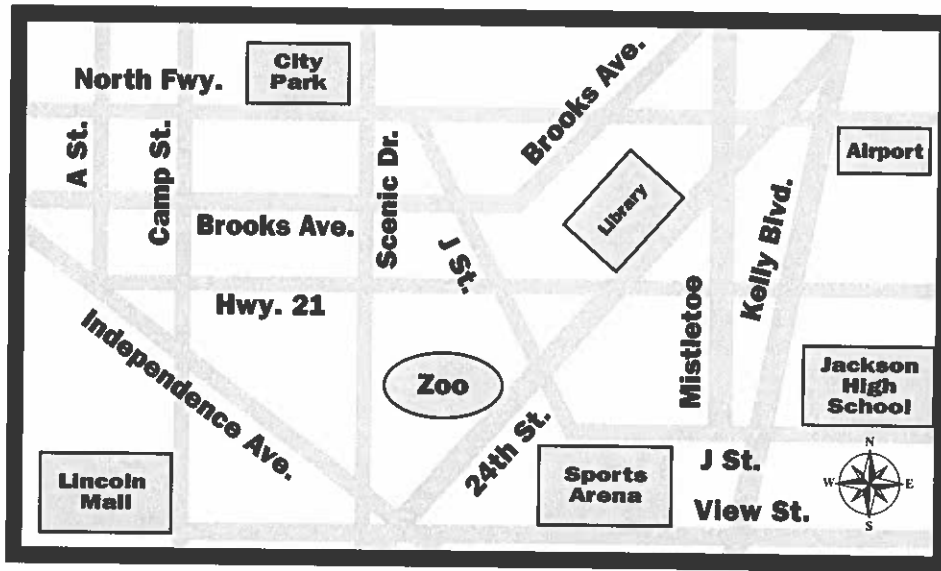 City
Park
North Fwy.
Brooks Ave.
A St.
Camp St.
Scenic Dr.
Airport
Library
Brooks Ave.
J St.
Kelly Blvd.
Hwy. 21
Mistletoe
Independence Ave.
Zoo
Jackson
High
School
24th St.
Lincoln
Mall
Sports
Arena
J St.
View St.
N
W
E
S